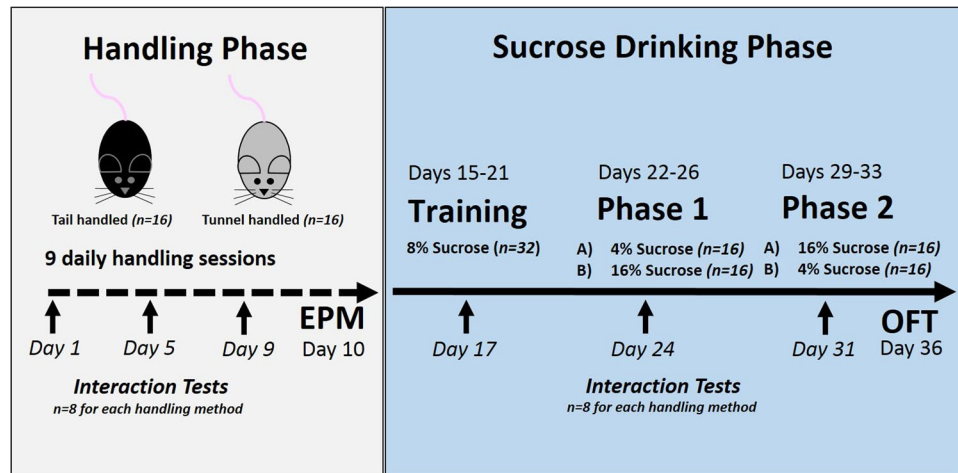 Handling Phase
Tail handled (n=16)
Tunnel handled (n=16)
9 daily handling sessions
EPM
Day 1
Day 5
Day 9
Day 10
Interaction Tests
n=8 for each handling method
Sucrose Drinking Phase
Days 15-21
Training
8% Sucrose (n=32)
Days 22-26
Phase 1
A) 4% Sucrose (n=16)
B) 16% Sucrose (n=16)
Days 29-33
Phase 2
A) 16% Sucrose (n=16)
B) 4% Sucrose (n=16)
OFT
Day 17
Day 24
Day 31
Day 36
Interaction Tests
n=8 for each handling method